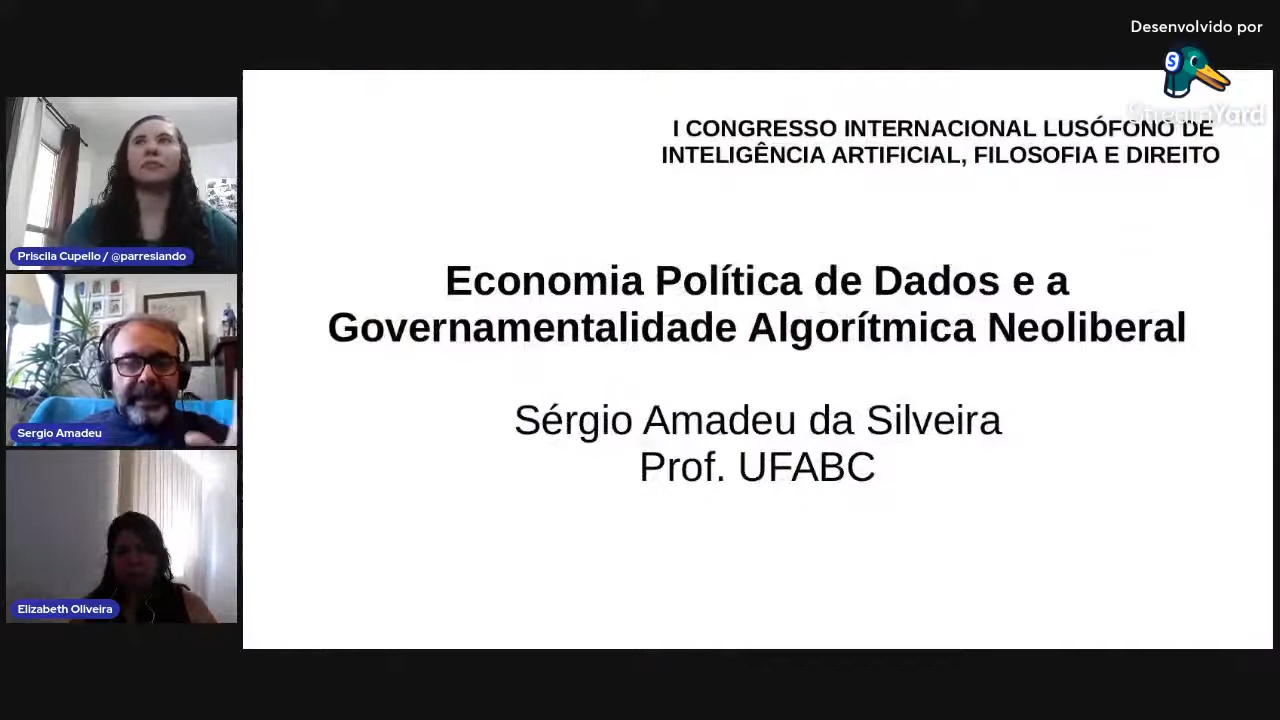 Desenvolvido por
StreamYard
I CONGRESSO INTERNACIONAL LUSÓFONO DE
INTELIGÊNCIA ARTIFICIAL, FILOSOFIA E DIREITO
Economia Política de Dados e a
Governamentalidade Algorítmica Neoliberal
Sérgio Amadeu da Silveira
Prof. UFABC
Priscila Cupello / @parresiando
Sergio Amadeu
Elizabeth Oliveira